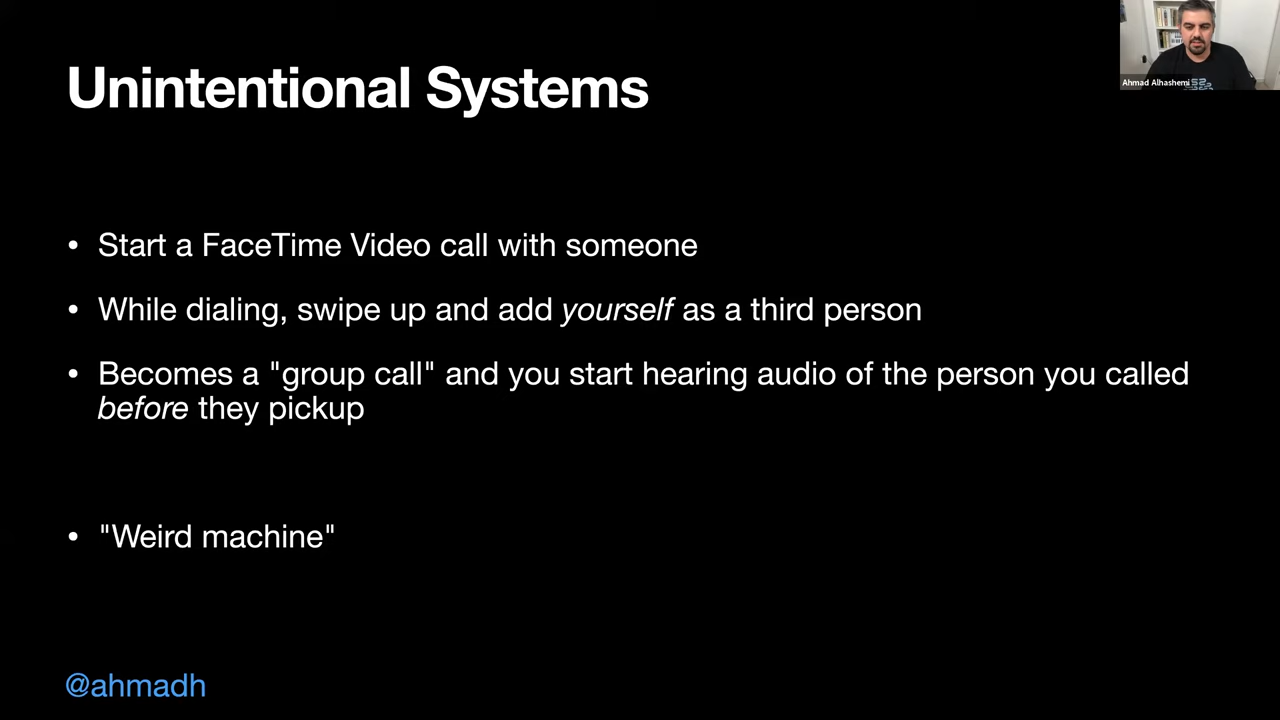 Unintentional Systems
Ahmad Alhashemi
• Start a FaceTime Video call with someone
• While dialing, swipe up and add yourself as a third person
• Becomes a "group call" and you start hearing audio of the person you called
before they pickup
• "Weird machine"
@ahmadh